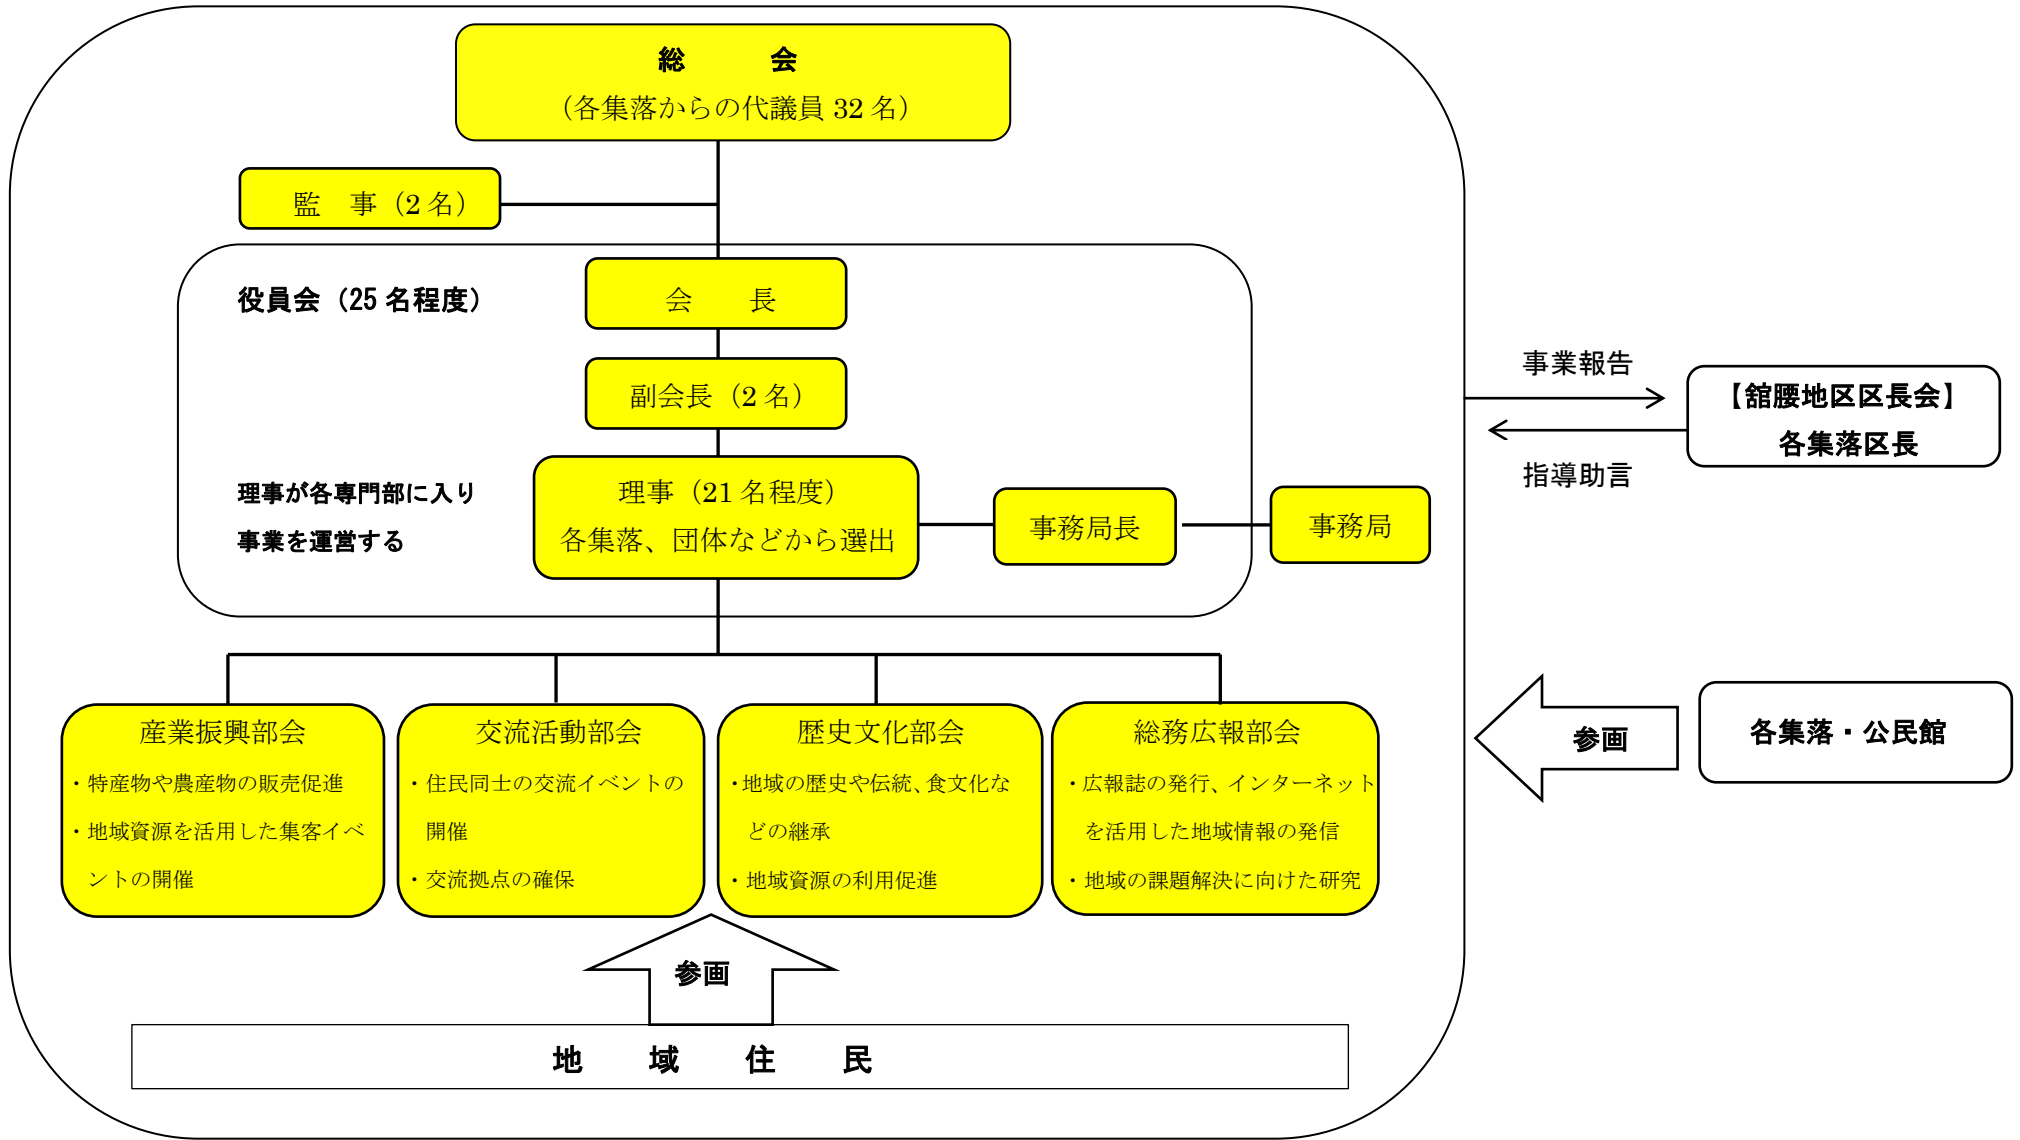 総　　　会
（各集落からの代議員 32 名）
監　事（2 名）
役員会（25 名程度）
会　　長
副会長（2 名）
理事が各専門部に入り
事業を運営する
理事（21 名程度）
各集落、団体などから選出
事務局長
事務局
事業報告
指導助言
【舘腰地区区長会】
各集落区長
産業振興部会
・特産物や農産物の販売促進
・地域資源を活用した集客イベ
ントの開催
交流活動部会
・住民同士の交流イベントの
開催
・交流拠点の確保
歴史文化部会
・地域の歴史や伝統、食文化な
どの継承
・地域資源の利用促進
総務広報部会
・広報誌の発行、インターネット
を活用した地域情報の発信
・地域の課題解決に向けた研究
参画
各集落・公民館
参画
地　域　住　民